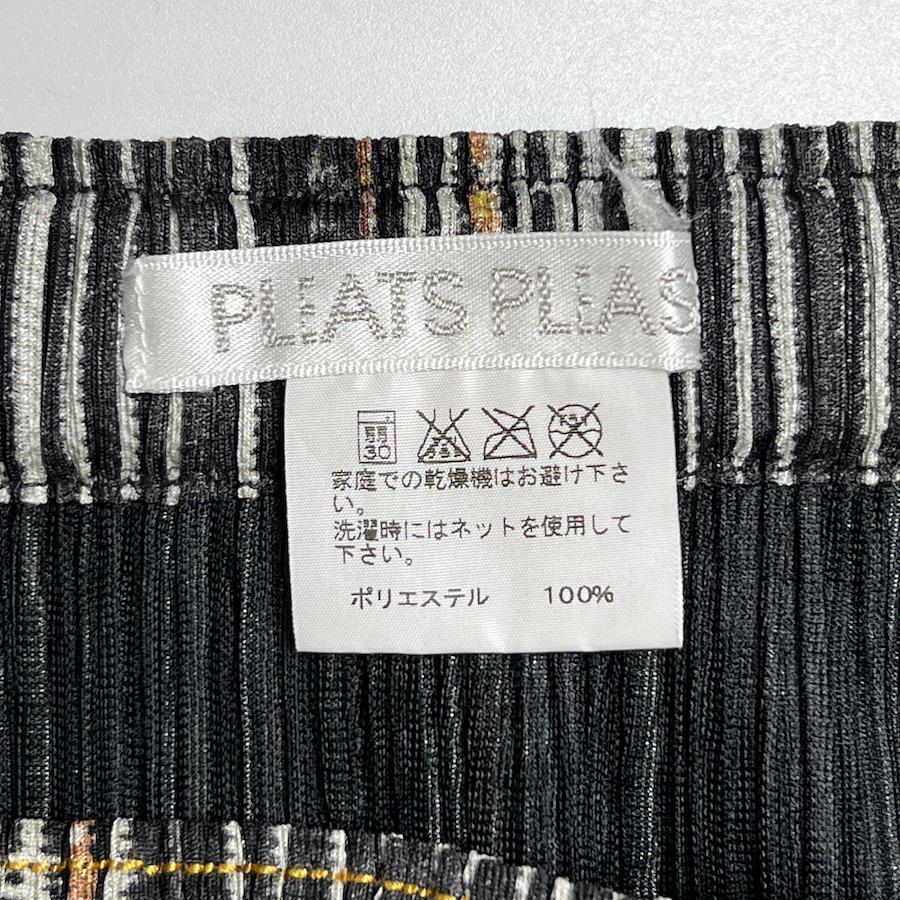 PLEATS PLEAS
弱
30
家庭での乾燥機はお避け下さ
い。
洗濯時にはネットを使用して
下さい。
ポリエステル 100%